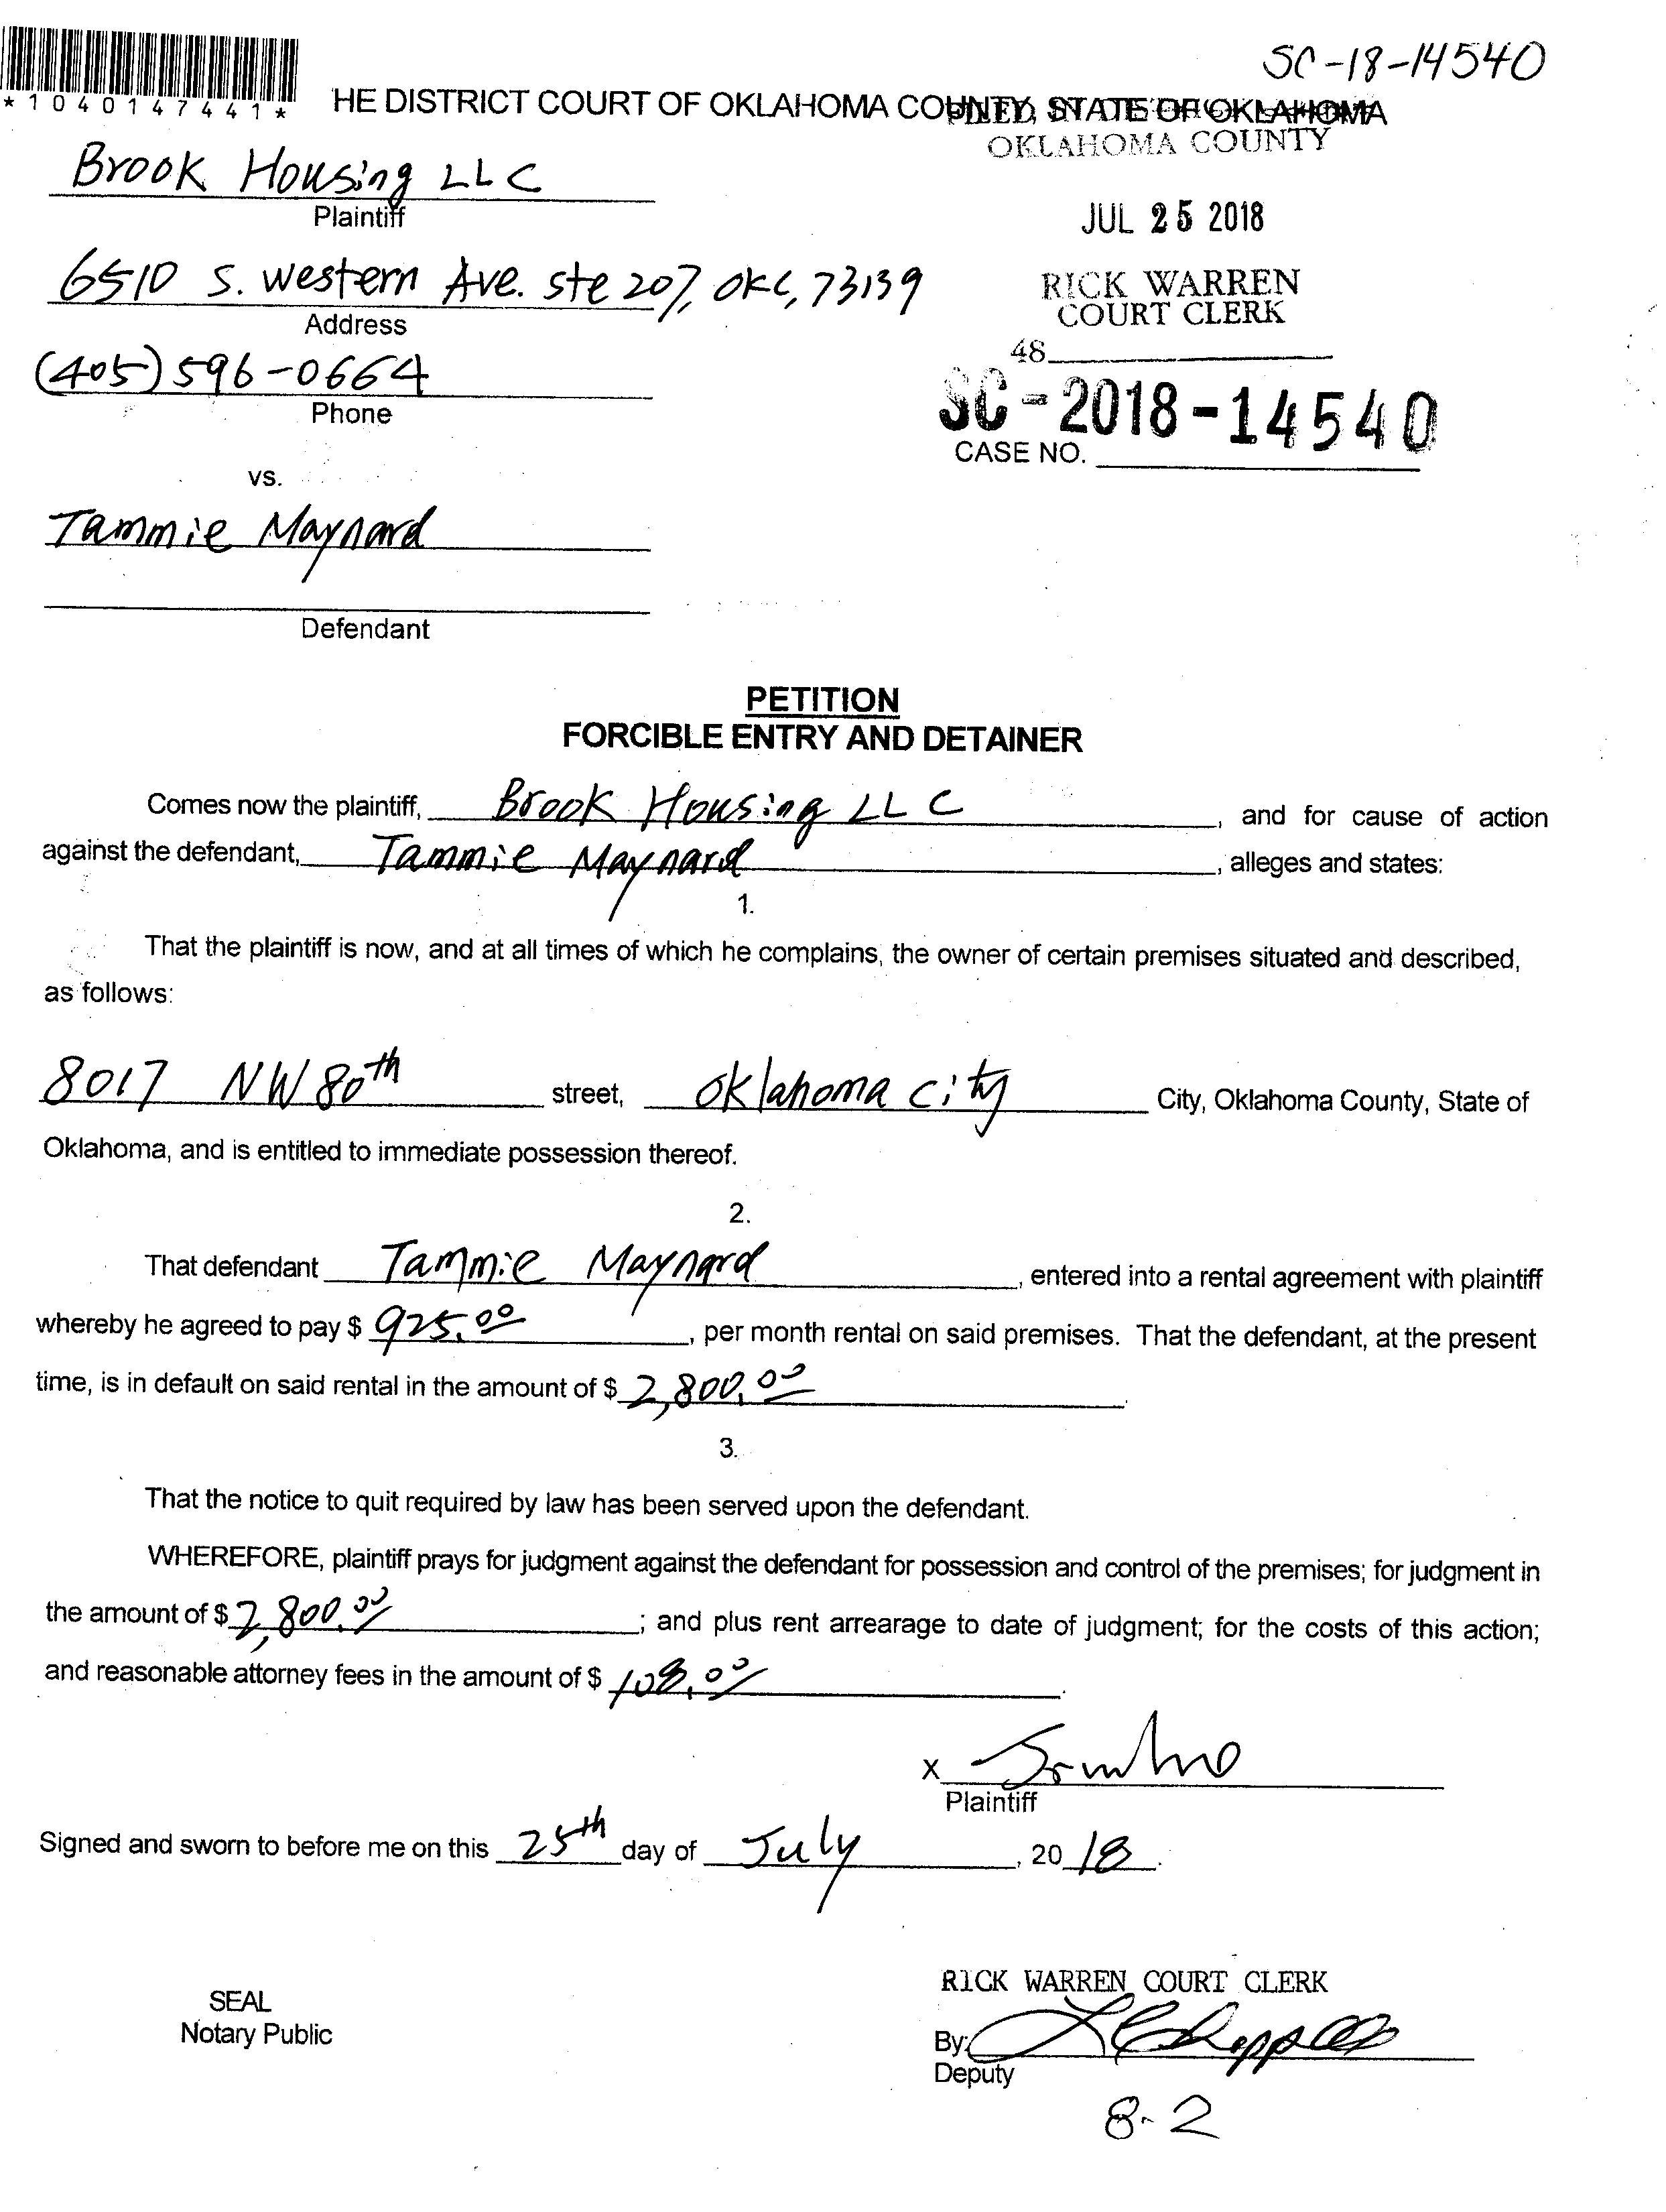 SC-18-14540
*1040147441*
HE DISTRICT COURT OF OKLAHOMA COUNTY, STATE OF OKLAHOMA
OKLAHOMA COUNTY
Brook Housing LLC
Plaintiff
JUL 25 2018
6510 S. Western Ave. Ste 207, OKC, 73139
Address
RICK WARREN
COURT CLERK
(405) 596-0664
Phone
48
SC-2018-14540
CASE NO.
vs.
Tammie Maynard
Defendant
PETITION
FORCIBLE ENTRY AND DETAINER
Comes now the plaintiff, Brook Housing LLC, and for cause of action
against the defendant, Tammie Maynard, alleges and states:
1.
That the plaintiff is now, and at all times of which he complains, the owner of certain premises situated and described,
as follows:
8017 NW 80th street, Oklahoma city City, Oklahoma County, State of
Oklahoma, and is entitled to immediate possession thereof.
2.
That defendant Tammie Maynard, entered into a rental agreement with plaintiff
whereby he agreed to pay $ 925.00, per month rental on said premises. That the defendant, at the present
time, is in default on said rental in the amount of $ 2,800.00.
3.
That the notice to quit required by law has been served upon the defendant.
WHEREFORE, plaintiff prays for judgment against the defendant for possession and control of the premises; for judgment in
the amount of $ 2,800.00; and plus rent arrearage to date of judgment; for the costs of this action;
and reasonable attorney fees in the amount of $ 108.00.
X
Plaintiff
Signed and sworn to before me on this 25th day of July, 2018.
RICK WARREN COURT CLERK
SEAL
Notary Public
By:
Deputy
8-2